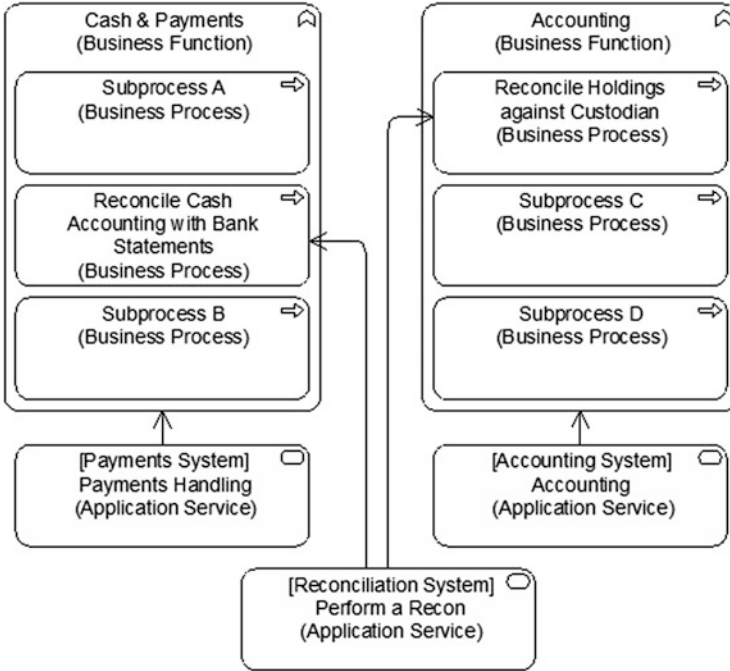 Cash & Payments
(Business Function)
Subprocess A
(Business Process)
Reconcile Cash
Accounting with Bank
Statements
(Business Process)
Subprocess B
(Business Process)
[Payments System]
Payments Handling
(Application Service)
Accounting
(Business Function)
Reconcile Holdings
against Custodian
(Business Process)
Subprocess C
(Business Process)
Subprocess D
(Business Process)
[Accounting System]
Accounting
(Application Service)
[Reconciliation System]
Perform a Recon
(Application Service)